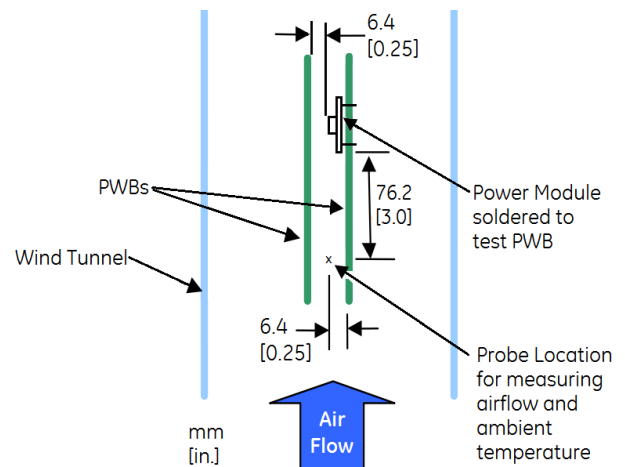 6.4
[0.25]
PWBs
76.2
[3.0]
Power Module
soldered to
test PWB
Wind Tunnel
x
6.4
[0.25]
Probe Location
for measuring
airflow and
ambient
temperature
Air
Flow
mm
[in.]